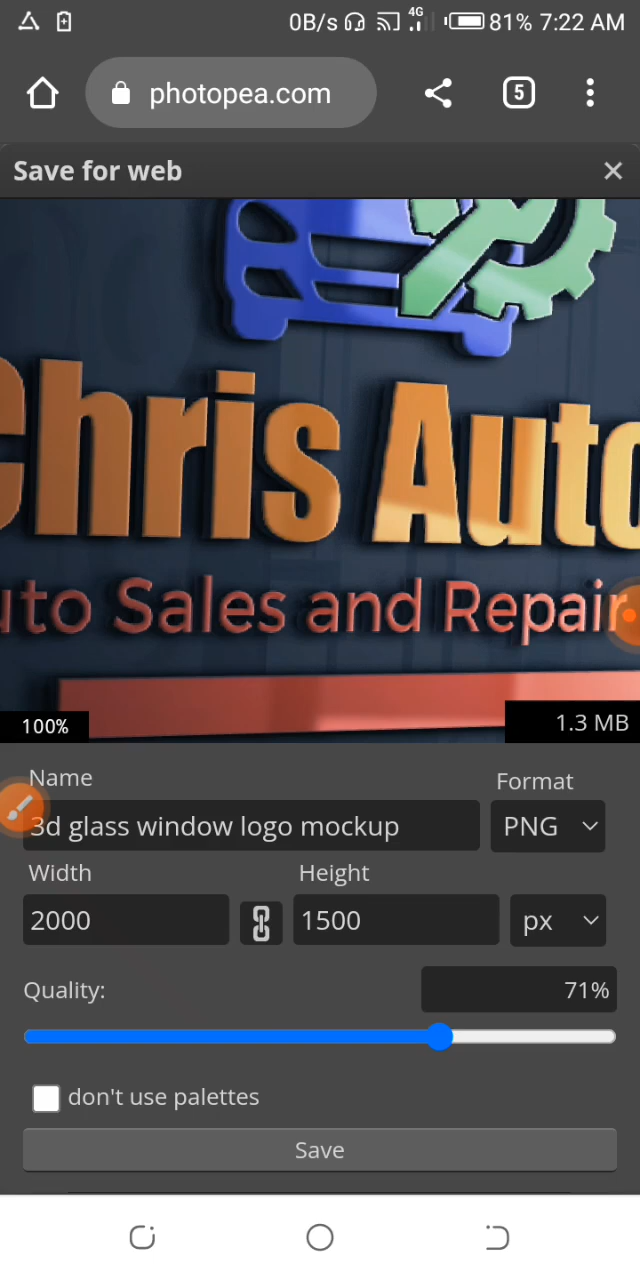 0B/s 4G 81% 7:22 AM
photopea.com 5
Save for web
Chris Auto
uto Sales and Repair
100% 1.3 MB
Name Format
3d glass window logo mockup PNG
Width Height
2000 1500 px
Quality: 71%
don't use palettes
Save